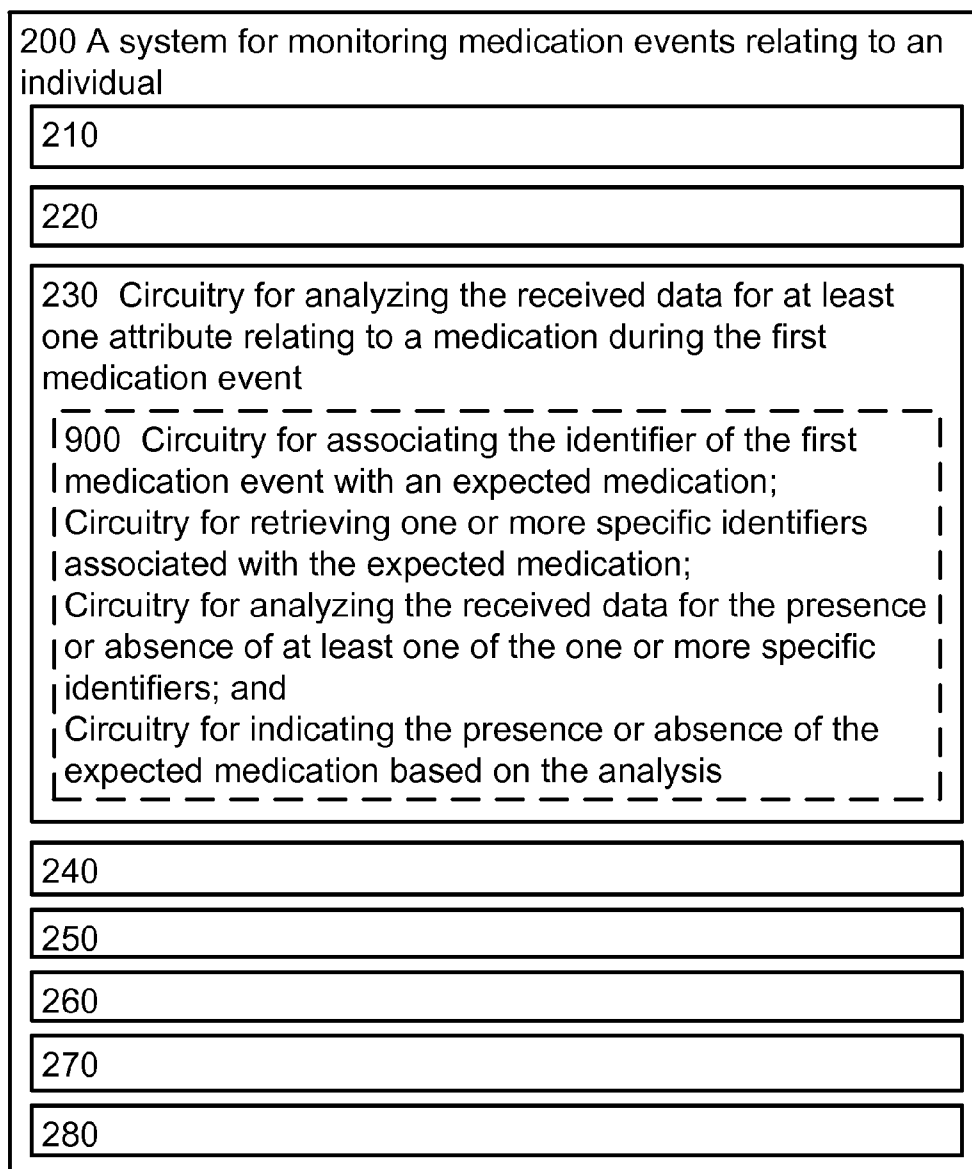 200 A system for monitoring medication events relating to an
individual
210
220
230 Circuitry for analyzing the received data for at least
one attribute relating to a medication during the first
medication event
900 Circuitry for associating the identifier of the first
medication event with an expected medication;
Circuitry for retrieving one or more specific identifiers
associated with the expected medication;
Circuitry for analyzing the received data for the presence
or absence of at least one of the one or more specific
identifiers; and
Circuitry for indicating the presence or absence of the
expected medication based on the analysis
240
250
260
270
280